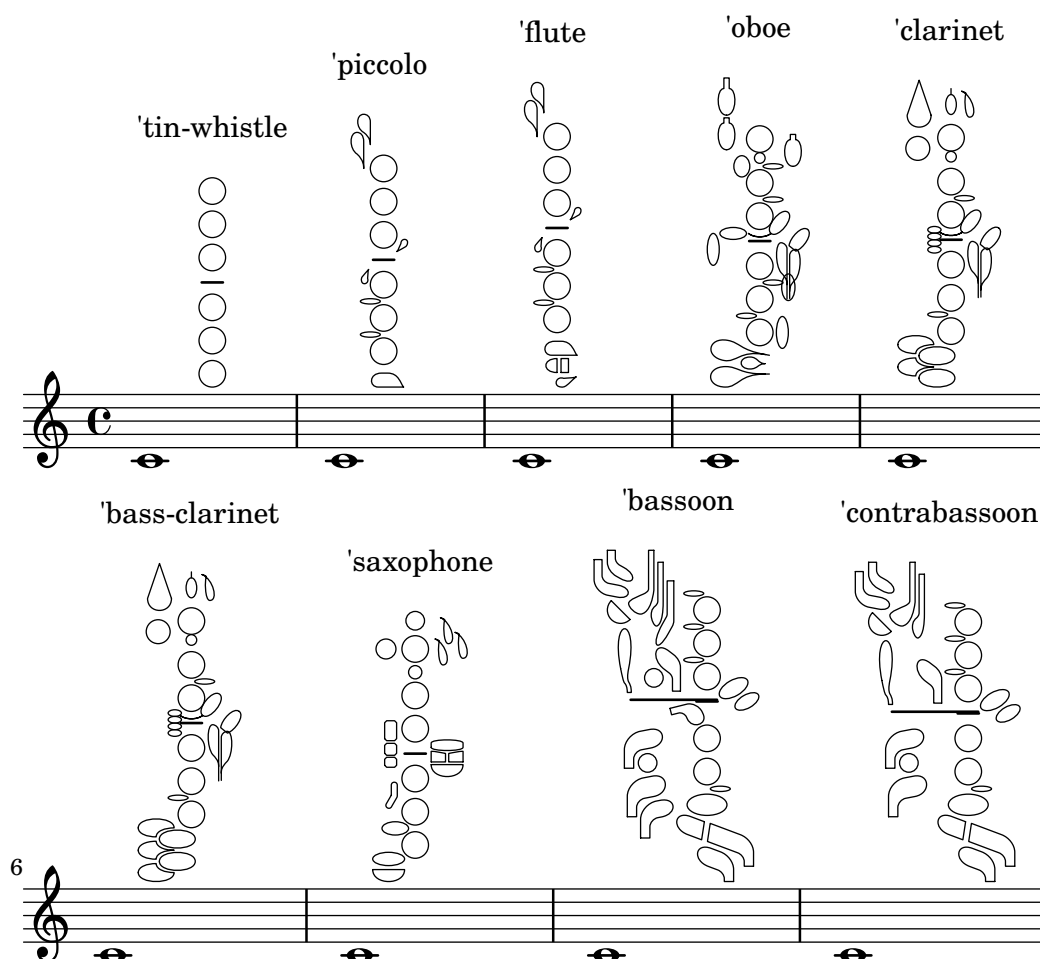 'tin-whistle
'piccolo
'flute
'oboe
'clarinet
'bass-clarinet
'saxophone
'bassoon
'contrabassoon
6